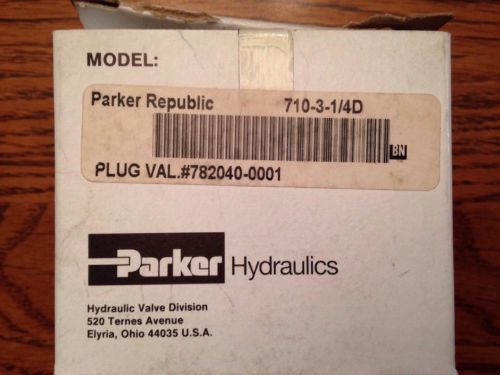 MODEL:
Parker Republic 710-3-1/4D
BN
PLUG VAL.#782040-0001
Parker Hydraulics
Hydraulic Valve Division
520 Ternes Avenue
Elyria, Ohio 44035 U.S.A.